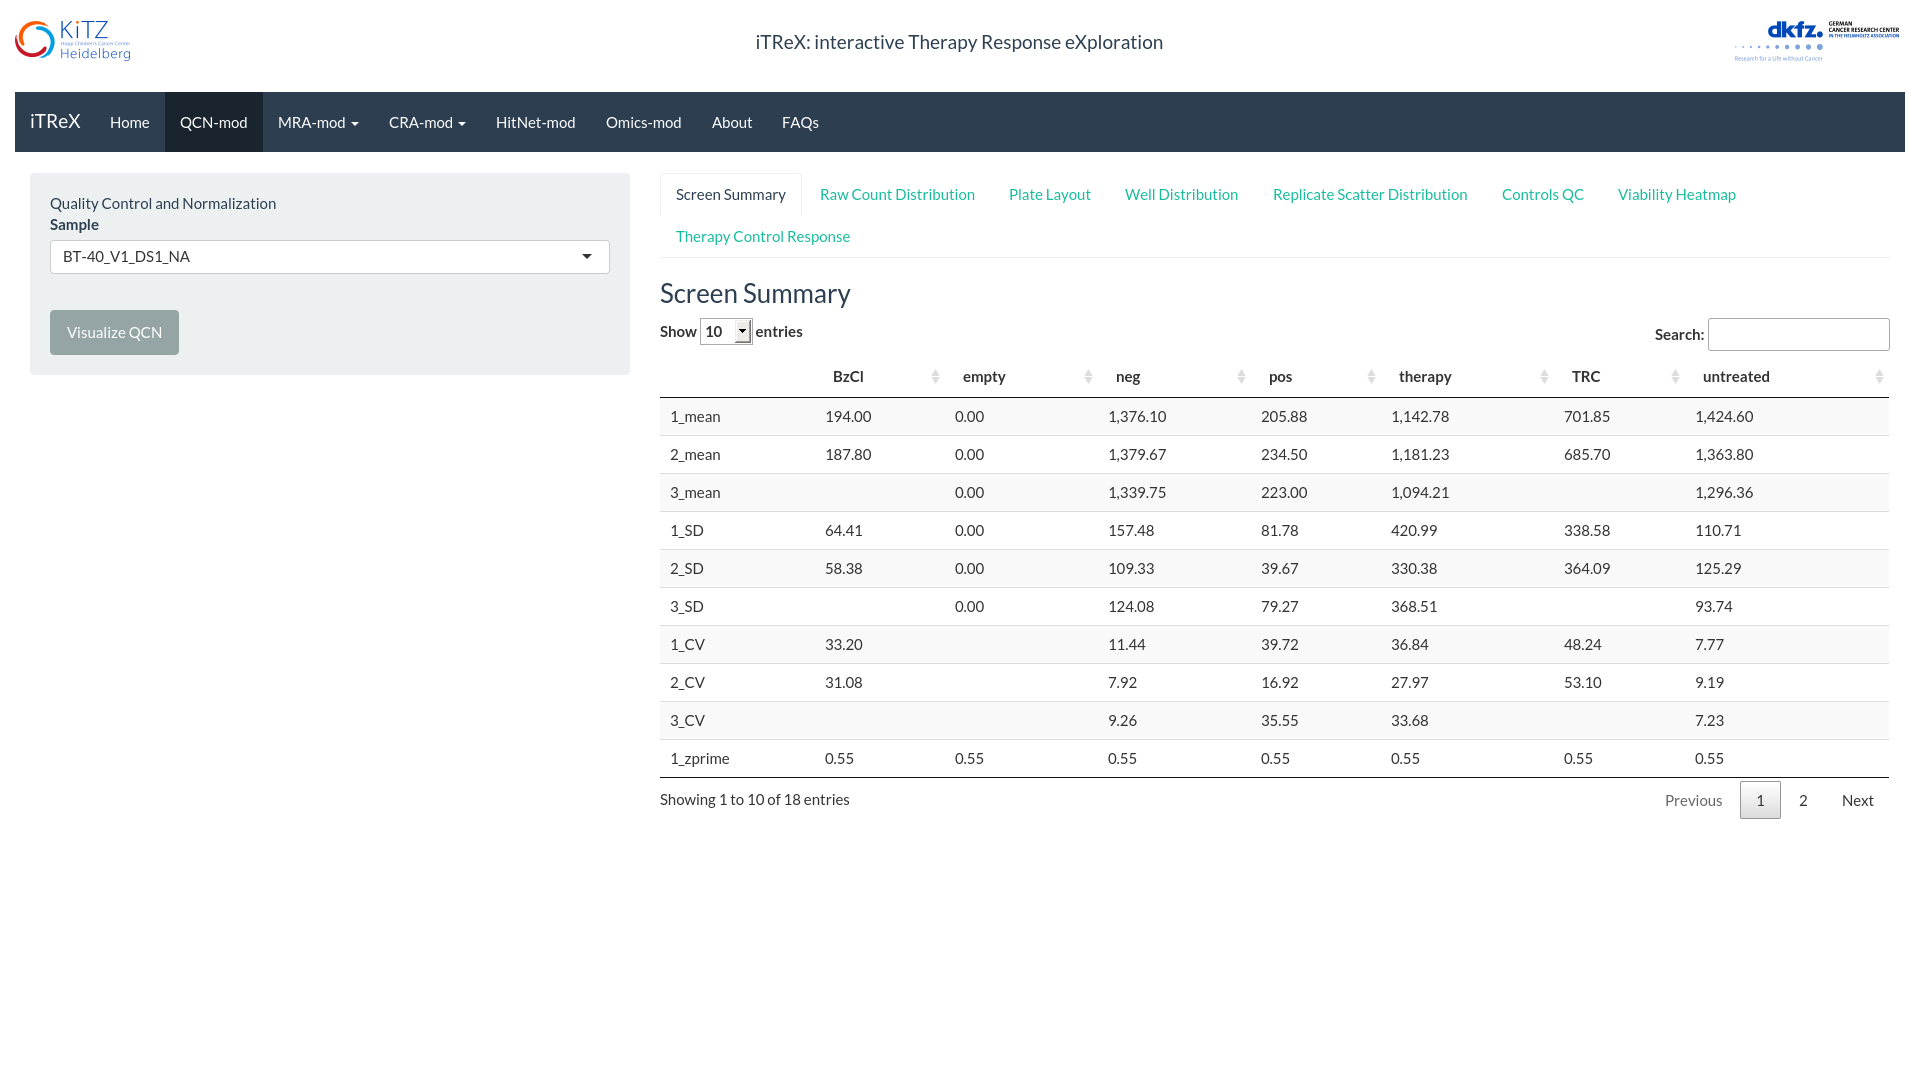 KiTZ
Hopp Children's Cancer Center
Heidelberg
iTReX: interactive Therapy Response eXploration
dkfz.
GERMAN
CANCER RESEARCH CENTER
IN THE HELMHOLTZ ASSOCIATION
Research for a Life without Cancer
iTReX Home QCN-mod MRA-mod CRA-mod HitNet-mod Omics-mod About FAQs
Quality Control and Normalization
Sample
BT-40_V1_DS1_NA
Visualize QCN
Screen Summary Raw Count Distribution Plate Layout Well Distribution Replicate Scatter Distribution Controls QC Viability Heatmap
Therapy Control Response
Screen Summary
Show 10 entries Search:
BzCl empty neg pos therapy TRC untreated
1_mean 194.00 0.00 1,376.10 205.88 1,142.78 701.85 1,424.60
2_mean 187.80 0.00 1,379.67 234.50 1,181.23 685.70 1,363.80
3_mean 0.00 1,339.75 223.00 1,094.21 1,296.36
1_SD 64.41 0.00 157.48 81.78 420.99 338.58 110.71
2_SD 58.38 0.00 109.33 39.67 330.38 364.09 125.29
3_SD 0.00 124.08 79.27 368.51 93.74
1_CV 33.20 11.44 39.72 36.84 48.24 7.77
2_CV 31.08 7.92 16.92 27.97 53.10 9.19
3_CV 9.26 35.55 33.68 7.23
1_zprime 0.55 0.55 0.55 0.55 0.55 0.55 0.55
Showing 1 to 10 of 18 entries Previous 1 2 Next